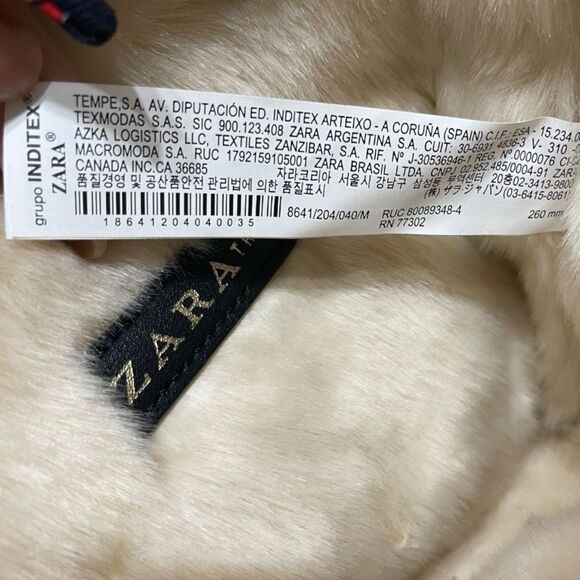 grupo INDITEX®
ZARA®
TEMPE,S.A. AV. DIPUTACIÓN ED. INDITEX ARTEIXO - A CORUÑA (SPAIN) C.I.F.: ESA - 15.234.0
TEXMODAS S.A.S. SIC 900.123.408 ZARA ARGENTINA S.A. CUIT: 30-6931 4836-3 V - 310
AZKA LOGISTICS LLC, TEXTILES ZANZIBAR, S.A. RIF. Nº J-30536946-1 REG. Nº 0000076
MACROMODA S.A. RUC 1792159105001 ZARA BRASIL LTDA. CNPJ 02.952.485/0004-91 ZAR
CANADA INC.CA 36685 자라코리아 서울시 강남구 삼성동 20층02-3413-9800
품질경영 및 공산품안전 관리법에 의한 품질표시 (株) ザラ・ジャパン (03-6415-8061)
8641/204/040/M RUC 80089348-4 260 mm
18641204040035 RN 77302
ZARA